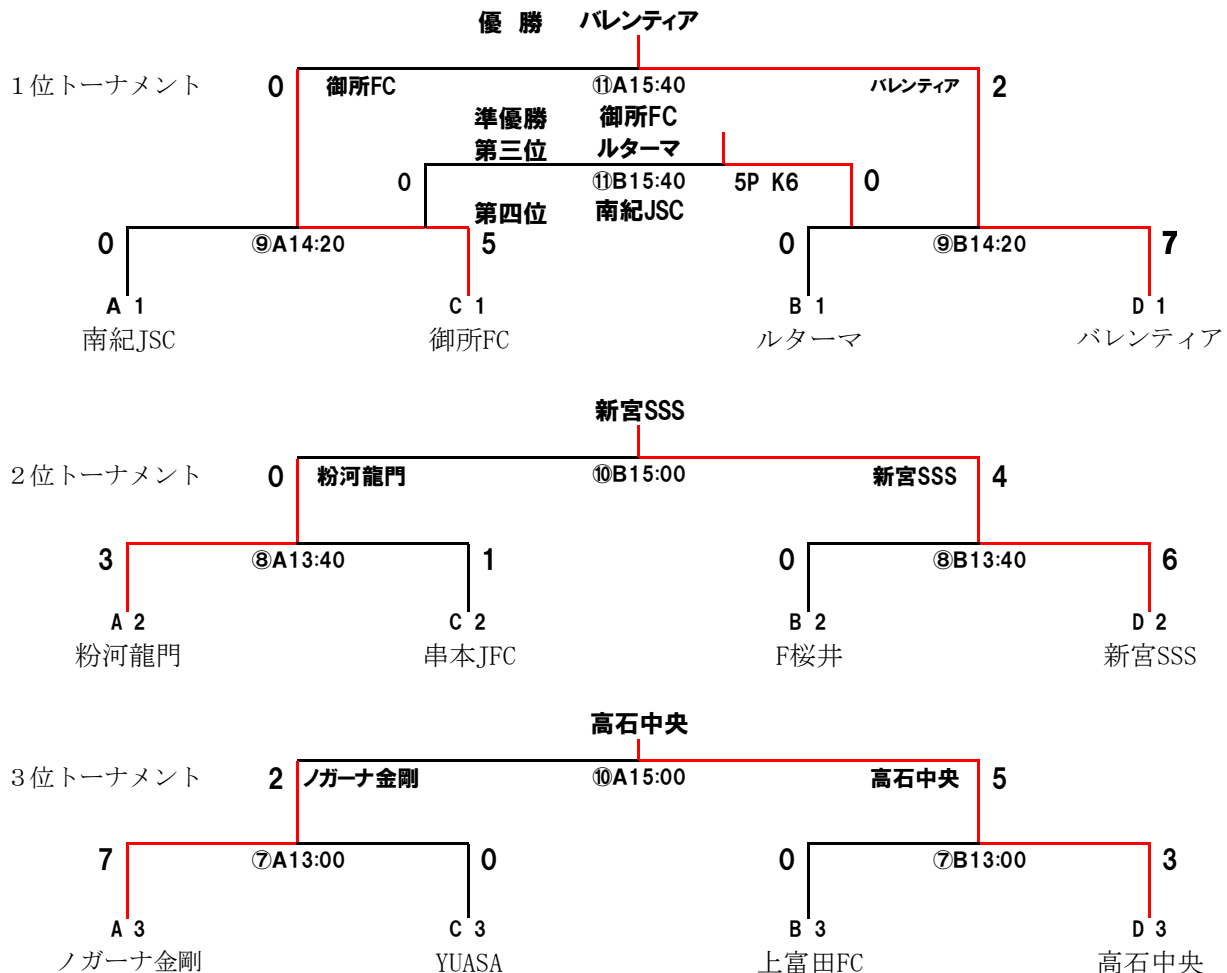 優 勝 バレンティア
1位トーナメント 0 御所FC ⑪A15:40 バレンティア 2
準優勝 御所FC
第三位 ルターマ
0 ⑪B15:40 5P K6 0
第四位 南紀JSC
0 ⑨A14:20 5 0 ⑨B14:20 7
A 1 C 1 B 1 D 1
南紀JSC 御所FC ルターマ バレンティア
新宮SSS
2位トーナメント 0 粉河龍門 ⑩B15:00 新宮SSS 4
3 ⑧A13:40 1 0 ⑧B13:40 6
A 2 C 2 B 2 D 2
粉河龍門 串本JFC F桜井 新宮SSS
高石中央
3位トーナメント 2 ノガーナ金剛 ⑩A15:00 高石中央 5
7 ⑦A13:00 0 0 ⑦B13:00 3
A 3 C 3 B 3 D 3
ノガーナ金剛 YUASA 上富田FC 高石中央